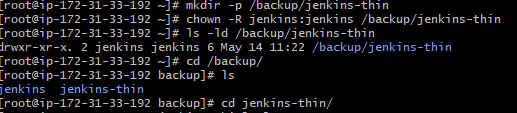 [root@ip-172-31-33-192 ~]# mkdir -p /backup/jenkins-thin
[root@ip-172-31-33-192 ~]# chown -R jenkins:jenkins /backup/jenkins-thin
[root@ip-172-31-33-192 ~]# ls -ld /backup/jenkins-thin
drwxr-xr-x. 2 jenkins jenkins 6 May 14 11:22 /backup/jenkins-thin
[root@ip-172-31-33-192 ~]# cd /backup/
[root@ip-172-31-33-192 backup]# ls
jenkins  jenkins-thin
[root@ip-172-31-33-192 backup]# cd jenkins-thin/